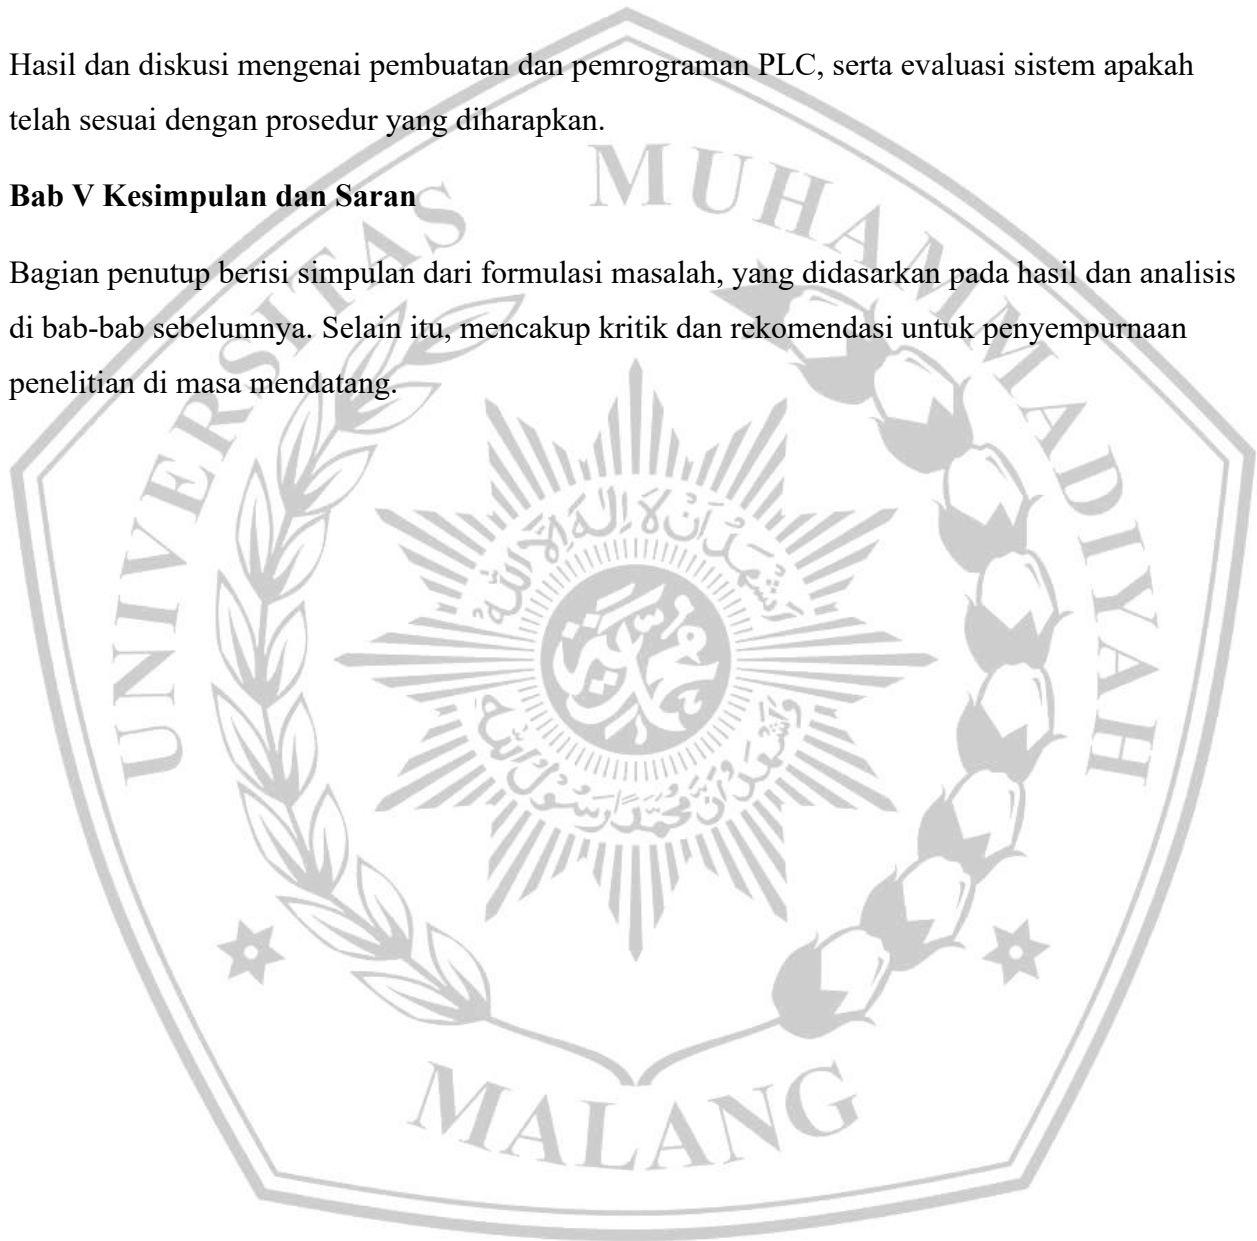 Hasil dan diskusi mengenai pembuatan dan pemrograman PLC, serta evaluasi sistem apakah
telah sesuai dengan prosedur yang diharapkan.
Bab V Kesimpulan dan Saran
Bagian penutup berisi simpulan dari formulasi masalah, yang didasarkan pada hasil dan analisis
di bab-bab sebelumnya. Selain itu, mencakup kritik dan rekomendasi untuk penyempurnaan
penelitian di masa mendatang.
UNIVERSITAS MUHAMMADIYAH
MALANG